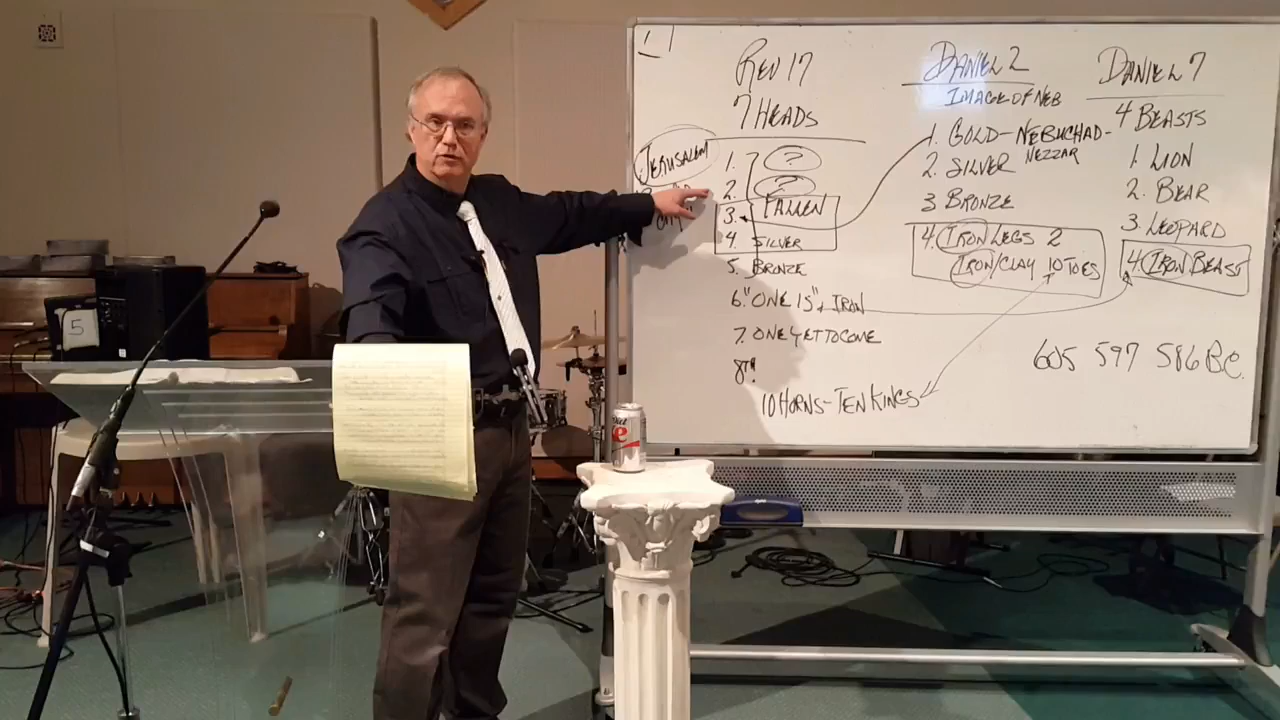 REV 17
7 HEADS
JERUSALEM
CITY"
1. ?
2. ?
3. FALLEN
4. SILVER
5. BRONZE
6. "ONE IS" IRON
7. ONE YET TO COME
8TH
10 HORNS-TEN KINGS
DANIEL 2
IMAGE OF NEB
1. GOLD-NEBUCHAD-
NEZZAR
2. SILVER
3 BRONZE
4. IRON LEGS 2
IRON/CLAY 10 TOES
DANIEL 7
4 BEASTS
1. LION
2. BEAR
3. LEOPARD
4. IRON BEAST
605 597 586 BC.
5